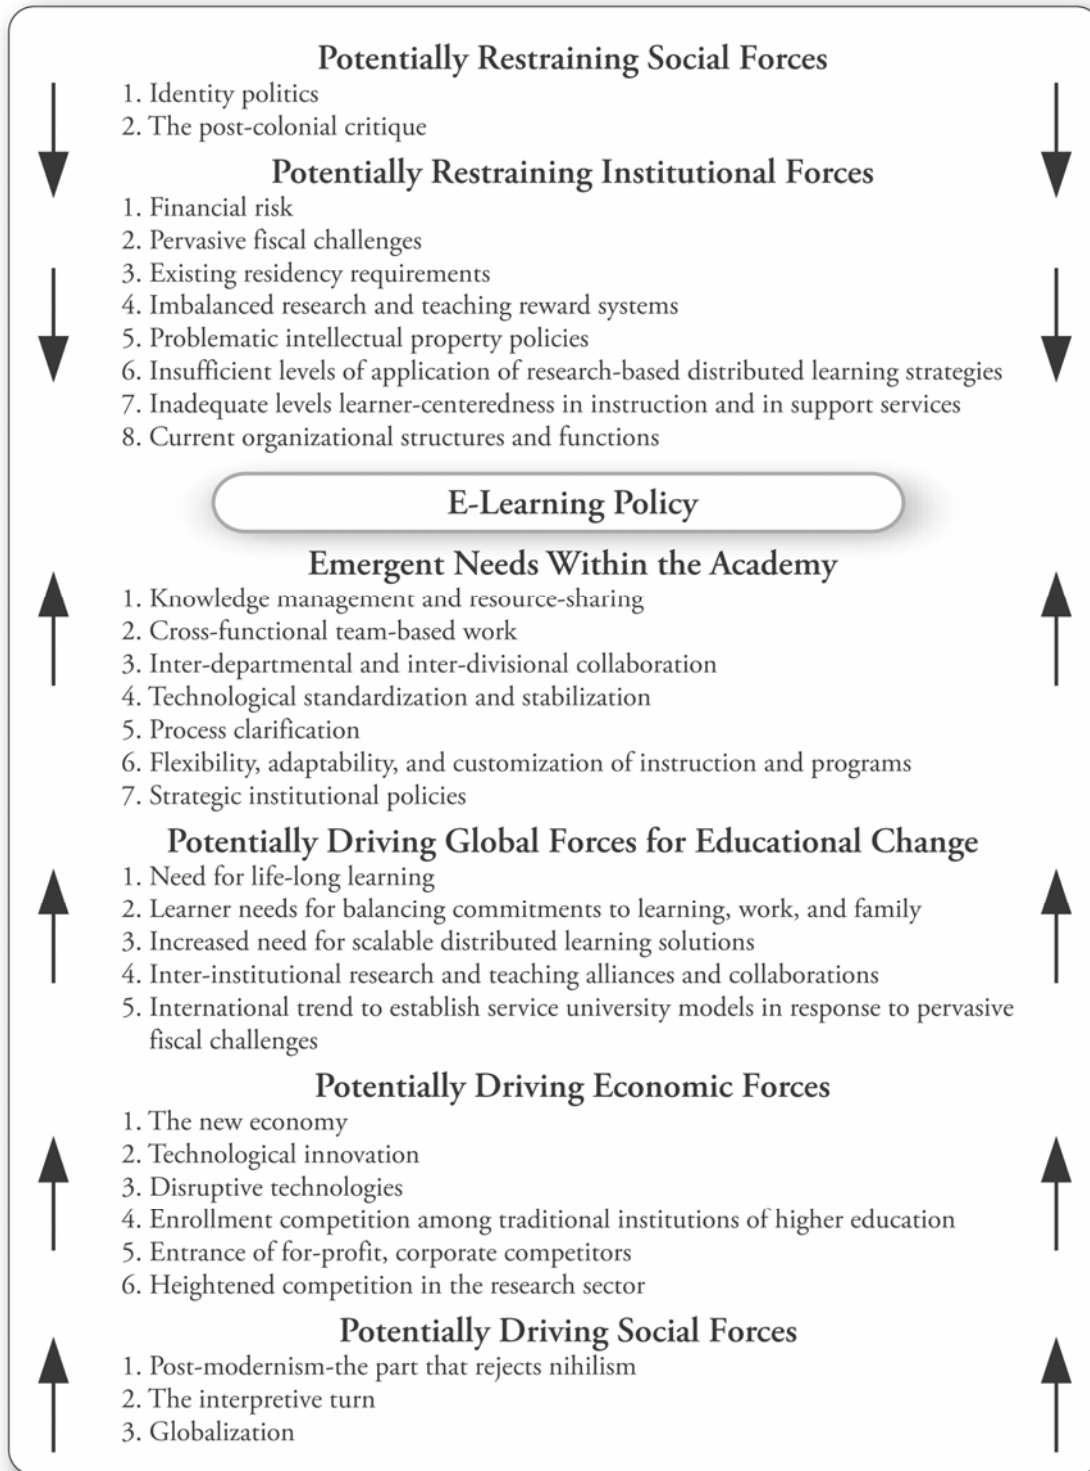 Potentially Restraining Social Forces
1. Identity politics
2. The post-colonial critique
Potentially Restraining Institutional Forces
1. Financial risk
2. Pervasive fiscal challenges
3. Existing residency requirements
4. Imbalanced research and teaching reward systems
5. Problematic intellectual property policies
6. Insufficient levels of application of research-based distributed learning strategies
7. Inadequate levels learner-centeredness in instruction and in support services
8. Current organizational structures and functions
E-Learning Policy
Emergent Needs Within the Academy
1. Knowledge management and resource-sharing
2. Cross-functional team-based work
3. Inter-departmental and inter-divisional collaboration
4. Technological standardization and stabilization
5. Process clarification
6. Flexibility, adaptability, and customization of instruction and programs
7. Strategic institutional policies
Potentially Driving Global Forces for Educational Change
1. Need for life-long learning
2. Learner needs for balancing commitments to learning, work, and family
3. Increased need for scalable distributed learning solutions
4. Inter-institutional research and teaching alliances and collaborations
5. International trend to establish service university models in response to pervasive
fiscal challenges
Potentially Driving Economic Forces
1. The new economy
2. Technological innovation
3. Disruptive technologies
4. Enrollment competition among traditional institutions of higher education
5. Entrance of for-profit, corporate competitors
6. Heightened competition in the research sector
Potentially Driving Social Forces
1. Post-modernism-the part that rejects nihilism
2. The interpretive turn
3. Globalization